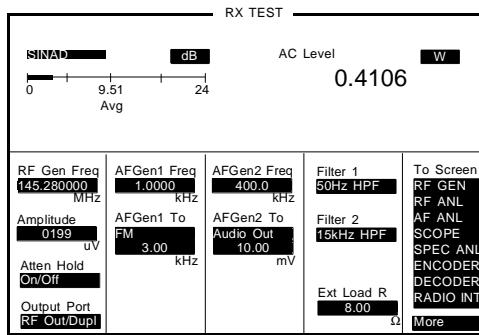 RX TEST
SINAD dB AC Level W
0.4106
0 9.51 24
Avg
RF Gen Freq
145.280000
MHz
Amplitude
0199
uV
Atten Hold
On/Off
Output Port
RF Out/Dupl
AFGen1 Freq
1.0000
kHz
AFGen1 To
FM
3.00
kHz
AFGen2 Freq
400.0
kHz
AFGen2 To
Audio Out
10.00
mV
Filter 1
50Hz HPF
Filter 2
15kHz HPF
Ext Load R
8.00
Ω
To Screen
RF GEN
RF ANL
AF ANL
SCOPE
SPEC ANL
ENCODER
DECODER
RADIO INT
More